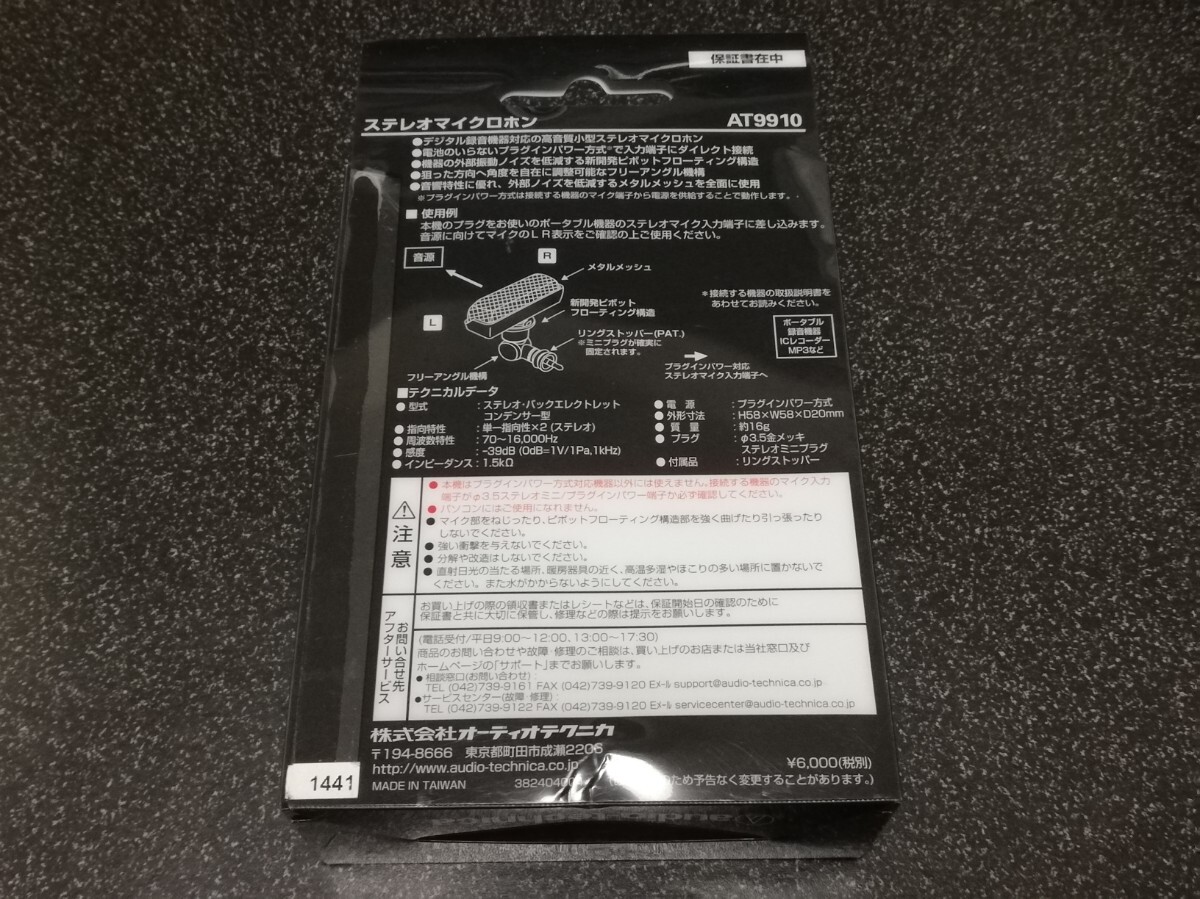 保証書在中
ステレオマイクロホン AT9910
●デジタル録音機器対応の高音質小型ステレオマイクロホン
●電池のいらないプラグインパワー方式※で入力端子にダイレクト接続
●機器の外部振動ノイズを低減する新開発ピボットフローティング構造
●狙った方向へ角度を自在に調整可能なフリーアングル機構
●音響特性に優れ、外部ノイズを低減するメタルメッシュを全面に使用
※プラグインパワー方式は接続する機器のマイク端子から電源を供給することで動作します。
■ 使用例
本機のプラグをお使いのポータブル機器のステレオマイク入力端子に差し込みます。
音源に向けてマイクのＬＲ表示をご確認の上ご使用ください。
音源
R
メタルメッシュ
新開発ピボット
フローティング構造
L
リングストッパー(PAT.)
※ミニプラグが確実に
固定されます。
フリーアングル機構
＊接続する機器の取扱説明書を
あわせてお読みください。
ポータブル
録音機器
ICレコーダー
MP3など
プラグインパワー対応
ステレオマイク入力端子へ
■テクニカルデータ
● 型式 : ステレオ・バックエレクトレット
コンデンサー型
● 指向特性 : 単一指向性×2 (ステレオ)
● 周波数特性 : 70〜16,000Hz
● 感度 : -39dB (0dB=1V/1Pa,1kHz)
● インピーダンス : 1.5kΩ
● 電源 : プラグインパワー方式
● 外形寸法 : H58×W58×D20mm
● 質量 : 約16g
● プラグ : φ3.5金メッキ
ステレオミニプラグ
● 付属品 : リングストッパー
注意
● 本機はプラグインパワー方式対応機器以外には使えません。接続する機器のマイク入力
端子がφ3.5ステレオミニ/プラグインパワー端子か必ず確認してください。
● パソコンにはご使用になれません。
● マイク部をねじったり、ピボットフローティング構造部を強く曲げたり引っ張ったり
しないでください。
● 強い衝撃を与えないでください。
● 分解や改造はしないでください。
● 直射日光の当たる場所、暖房器具の近く、高温多湿やほこりの多い場所に置かないで
ください。また水がかからないようにしてください。
お問い合せ先
アフターサービス
お買い上げの際の領収書またはレシートなどは、保証開始日の確認のために
保証書と共に大切に保管し、修理などの際は提示をお願いします。
(電話受付/平日9:00〜12:00、13:00〜17:30)
商品のお問い合わせや故障・修理のご相談は、買い上げのお店または当社窓口及び
ホームページの「サポート」までお願いします。
●相談窓口(お問い合わせ) :
TEL (042)739-9161 FAX (042)739-9120 Eﾒｰﾙ support@audio-technica.co.jp
●サービスセンター(故障・修理) :
TEL (042)739-9122 FAX (042)739-9120 Eﾒｰﾙ servicecenter@audio-technica.co.jp
株式会社オーディオテクニカ
〒194-8666 東京都町田市成瀬2206
http://www.audio-technica.co.jp
¥6,000(税別)
MADE IN TAIWAN
ため予告なく変更することがあります。)
1441